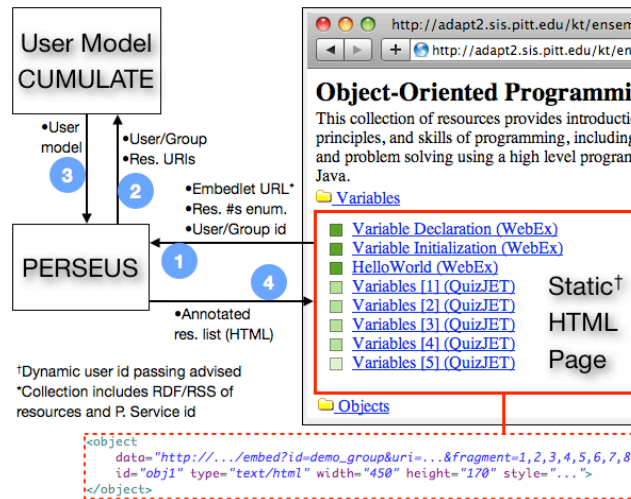 User Model
CUMULATE
•User
model
3
•User/Group
•Res. URIs
2
•Embedlet URL*
•Res. #s enum.
•User/Group id
1
PERSEUS
4
•Annotated
res. list (HTML)
†Dynamic user id passing advised
*Collection includes RDF/RSS of
resources and P. Service id
http://adapt2.sis.pitt.edu/kt/ensem
http://adapt2.sis.pitt.edu/kt/en
Object-Oriented Programmi
This collection of resources provides introducti
principles, and skills of programming, including
and problem solving using a high level program
Java.
Variables
Variable Declaration (WebEx)
Variable Initialization (WebEx)
HelloWorld (WebEx)
Variables [1] (QuizJET)
Variables [2] (QuizJET)
Variables [3] (QuizJET)
Variables [4] (QuizJET)
Variables [5] (QuizJET)
Static†
HTML
Page
Objects
<object
data="http://.../embed?id=demo_group&uri=...&fragment=1,2,3,4,5,6,7,8
id="obj1" type="text/html" width="450" height="170" style="...">
</object>